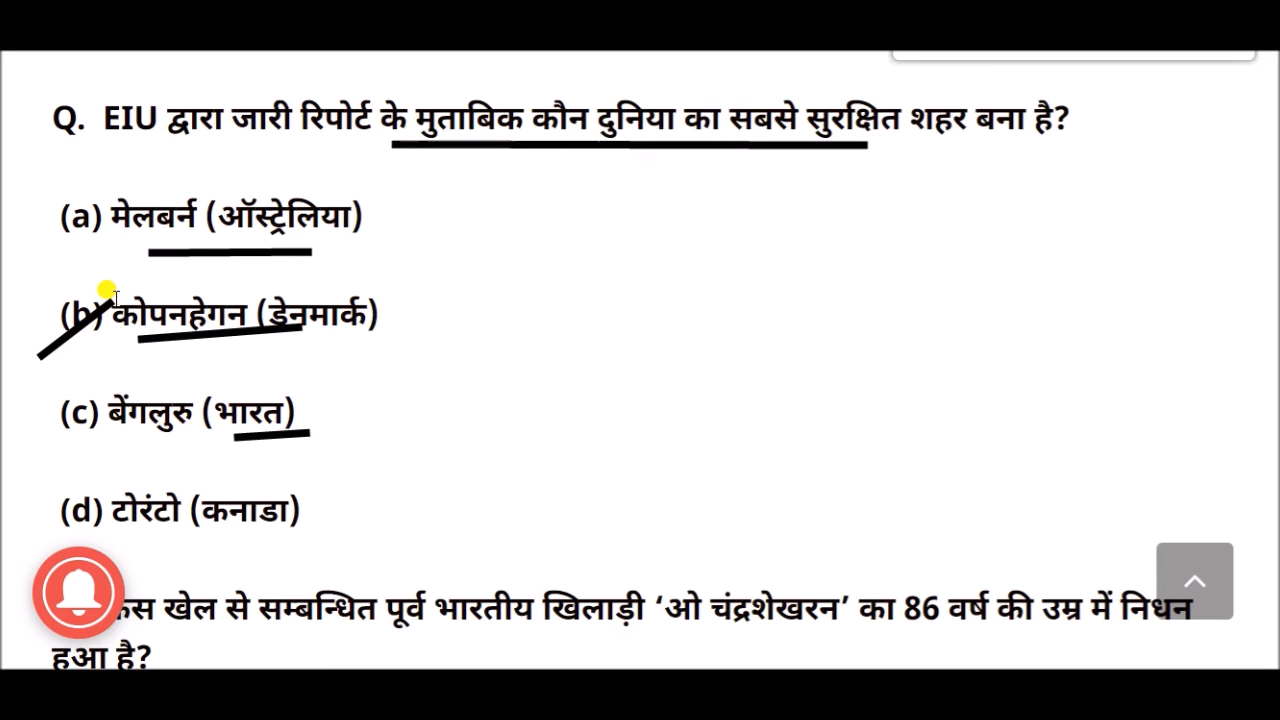 Q. EIU द्वारा जारी रिपोर्ट के मुताबिक कौन दुनिया का सबसे सुरक्षित शहर बना है?
(a) मेलबर्न (ऑस्ट्रेलिया)
(b) कोपनहेगन (डेनमार्क)
(c) बेंगलुरु (भारत)
(d) टोरंटो (कनाडा)
खेल से सम्बन्धित पूर्व भारतीय खिलाड़ी ‘ओ चंद्रशेखरन’ का 86 वर्ष की उम्र में निधन
हुआ है?